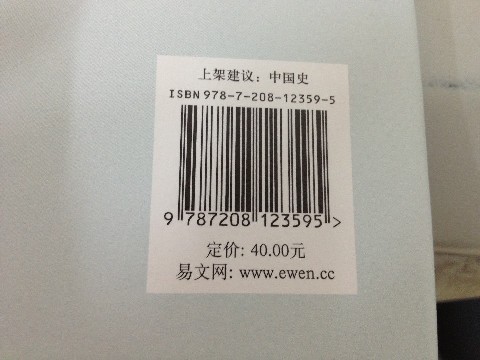 上架建议：中国史
ISBN 978-7-208-12359-5
9 787208 123595 >
定价: 40.00元
易文网: www.ewen.cc